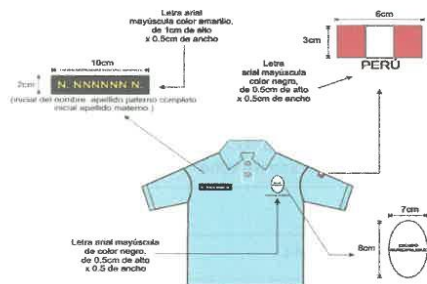 Letra arial
mayúscula color amarillo,
de 1cm de alto
x 0.5cm de ancho
10cm
2cm
N. NNNNNNN N.
(inicial del nombre apellido paterno completo
inicial apellido materno )
6cm
3cm
PERÚ
Letra
arial mayúscula
color negro,
de 0.5cm de alto
x 0.5cm de ancho
Letra arial mayúscula
de color negro,
de 0.5cm de alto
x 0.5 de ancho
7cm
8cm